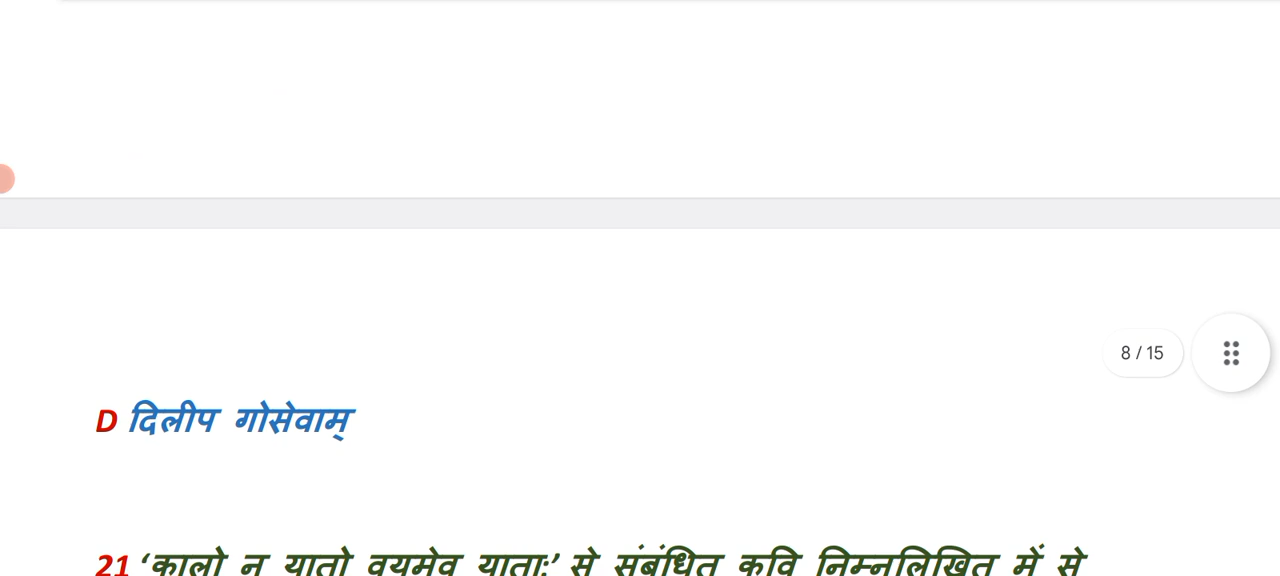 8 / 15
D दिलीप गोसेवाम्
21 ‘कालो न यातो वयमेव याता:’ से संबंधित कवि निम्नलिखित में से